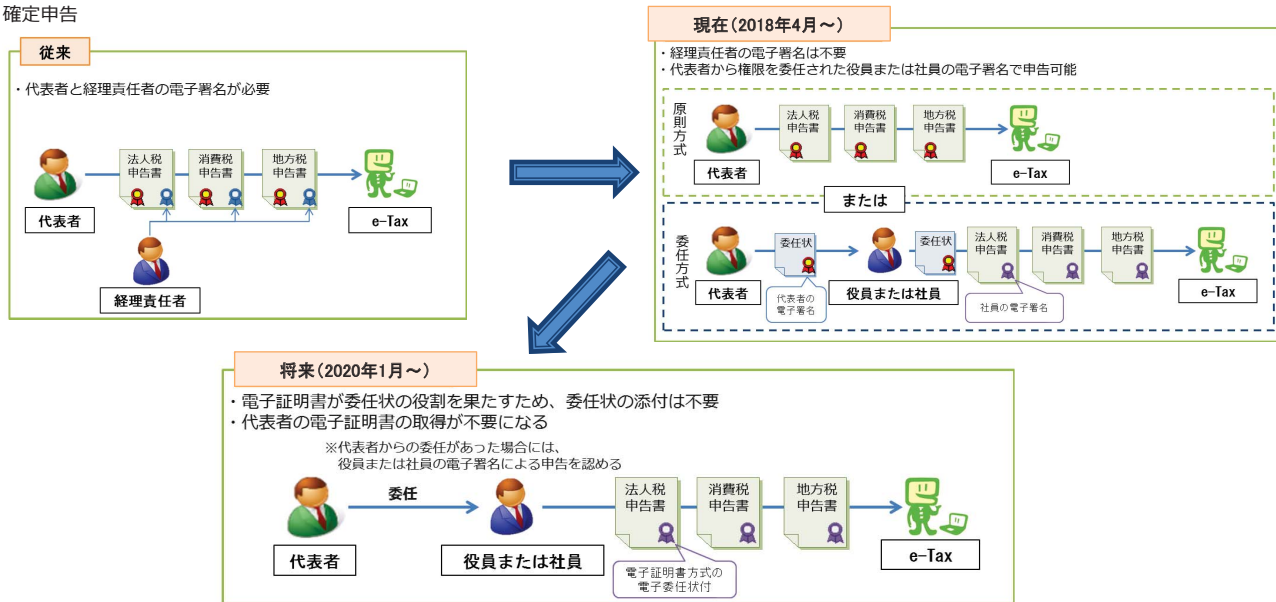 確定申告
従来
・代表者と経理責任者の電子署名が必要
法人税
申告書
消費税
申告書
地方税
申告書
代表者
e-Tax
経理責任者
現在(2018年4月～)
・経理責任者の電子署名は不要
・代表者から権限を委任された役員または社員の電子署名で申告可能
原則方式
法人税
申告書
消費税
申告書
地方税
申告書
代表者
e-Tax
または
委任方式
委任状
委任状
法人税
申告書
消費税
申告書
地方税
申告書
代表者
役員または社員
e-Tax
代表者の
電子署名
社員の電子署名
将来(2020年1月～)
・電子証明書が委任状の役割を果たすため、委任状の添付は不要
・代表者の電子証明書の取得が不要になる
※代表者からの委任があった場合には、
役員または社員の電子署名による申告を認める
委任
法人税
申告書
消費税
申告書
地方税
申告書
代表者
役員または社員
e-Tax
電子証明書方式の
電子委任状付